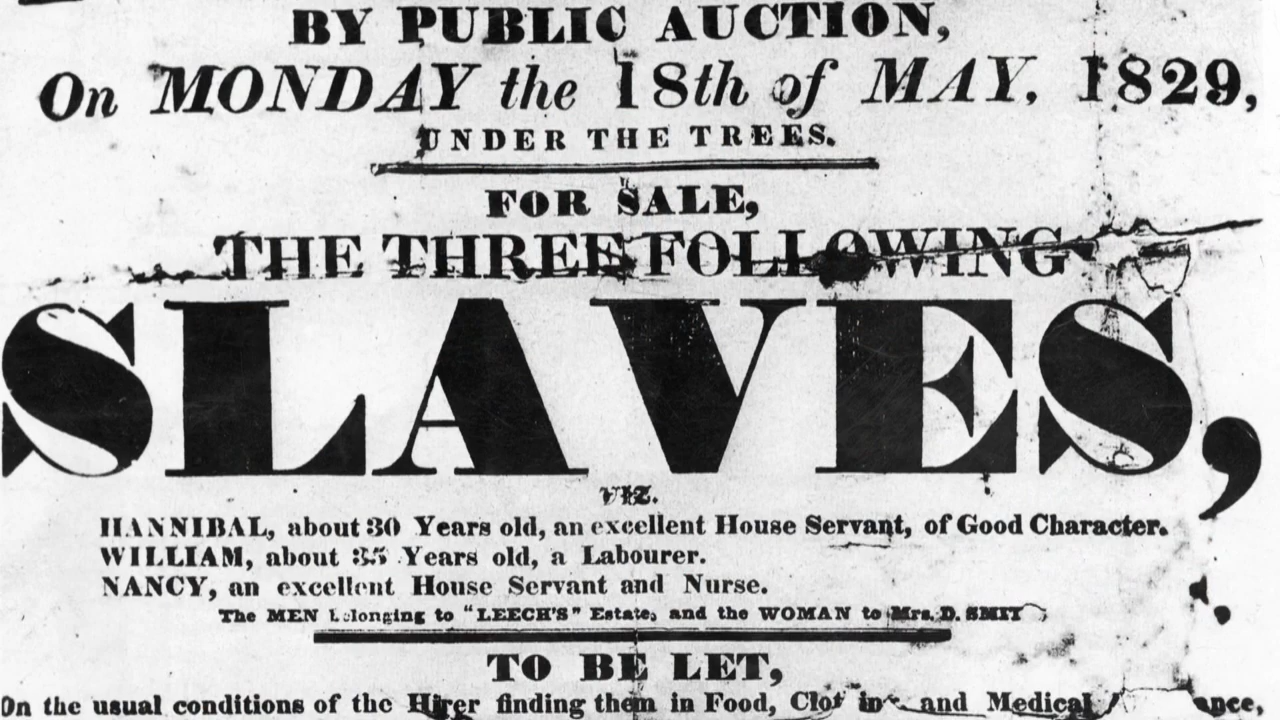 BY PUBLIC AUCTION,
On MONDAY the 18th of MAY, 1829,
UNDER THE TREES.
FOR SALE,
THE THREE FOLLOWING
SLAVES,
VIZ.
HANNIBAL, about 30 Years old, an excellent House Servant, of Good Character.
WILLIAM, about 35 Years old, a Labourer.
NANCY, an excellent House Servant and Nurse.
The MEN belonging to "LEECH'S" Estate, and the WOMAN to Mrs. D. SMIT
TO BE LET,
On the usual conditions of the Hirer finding them in Food, and Medical